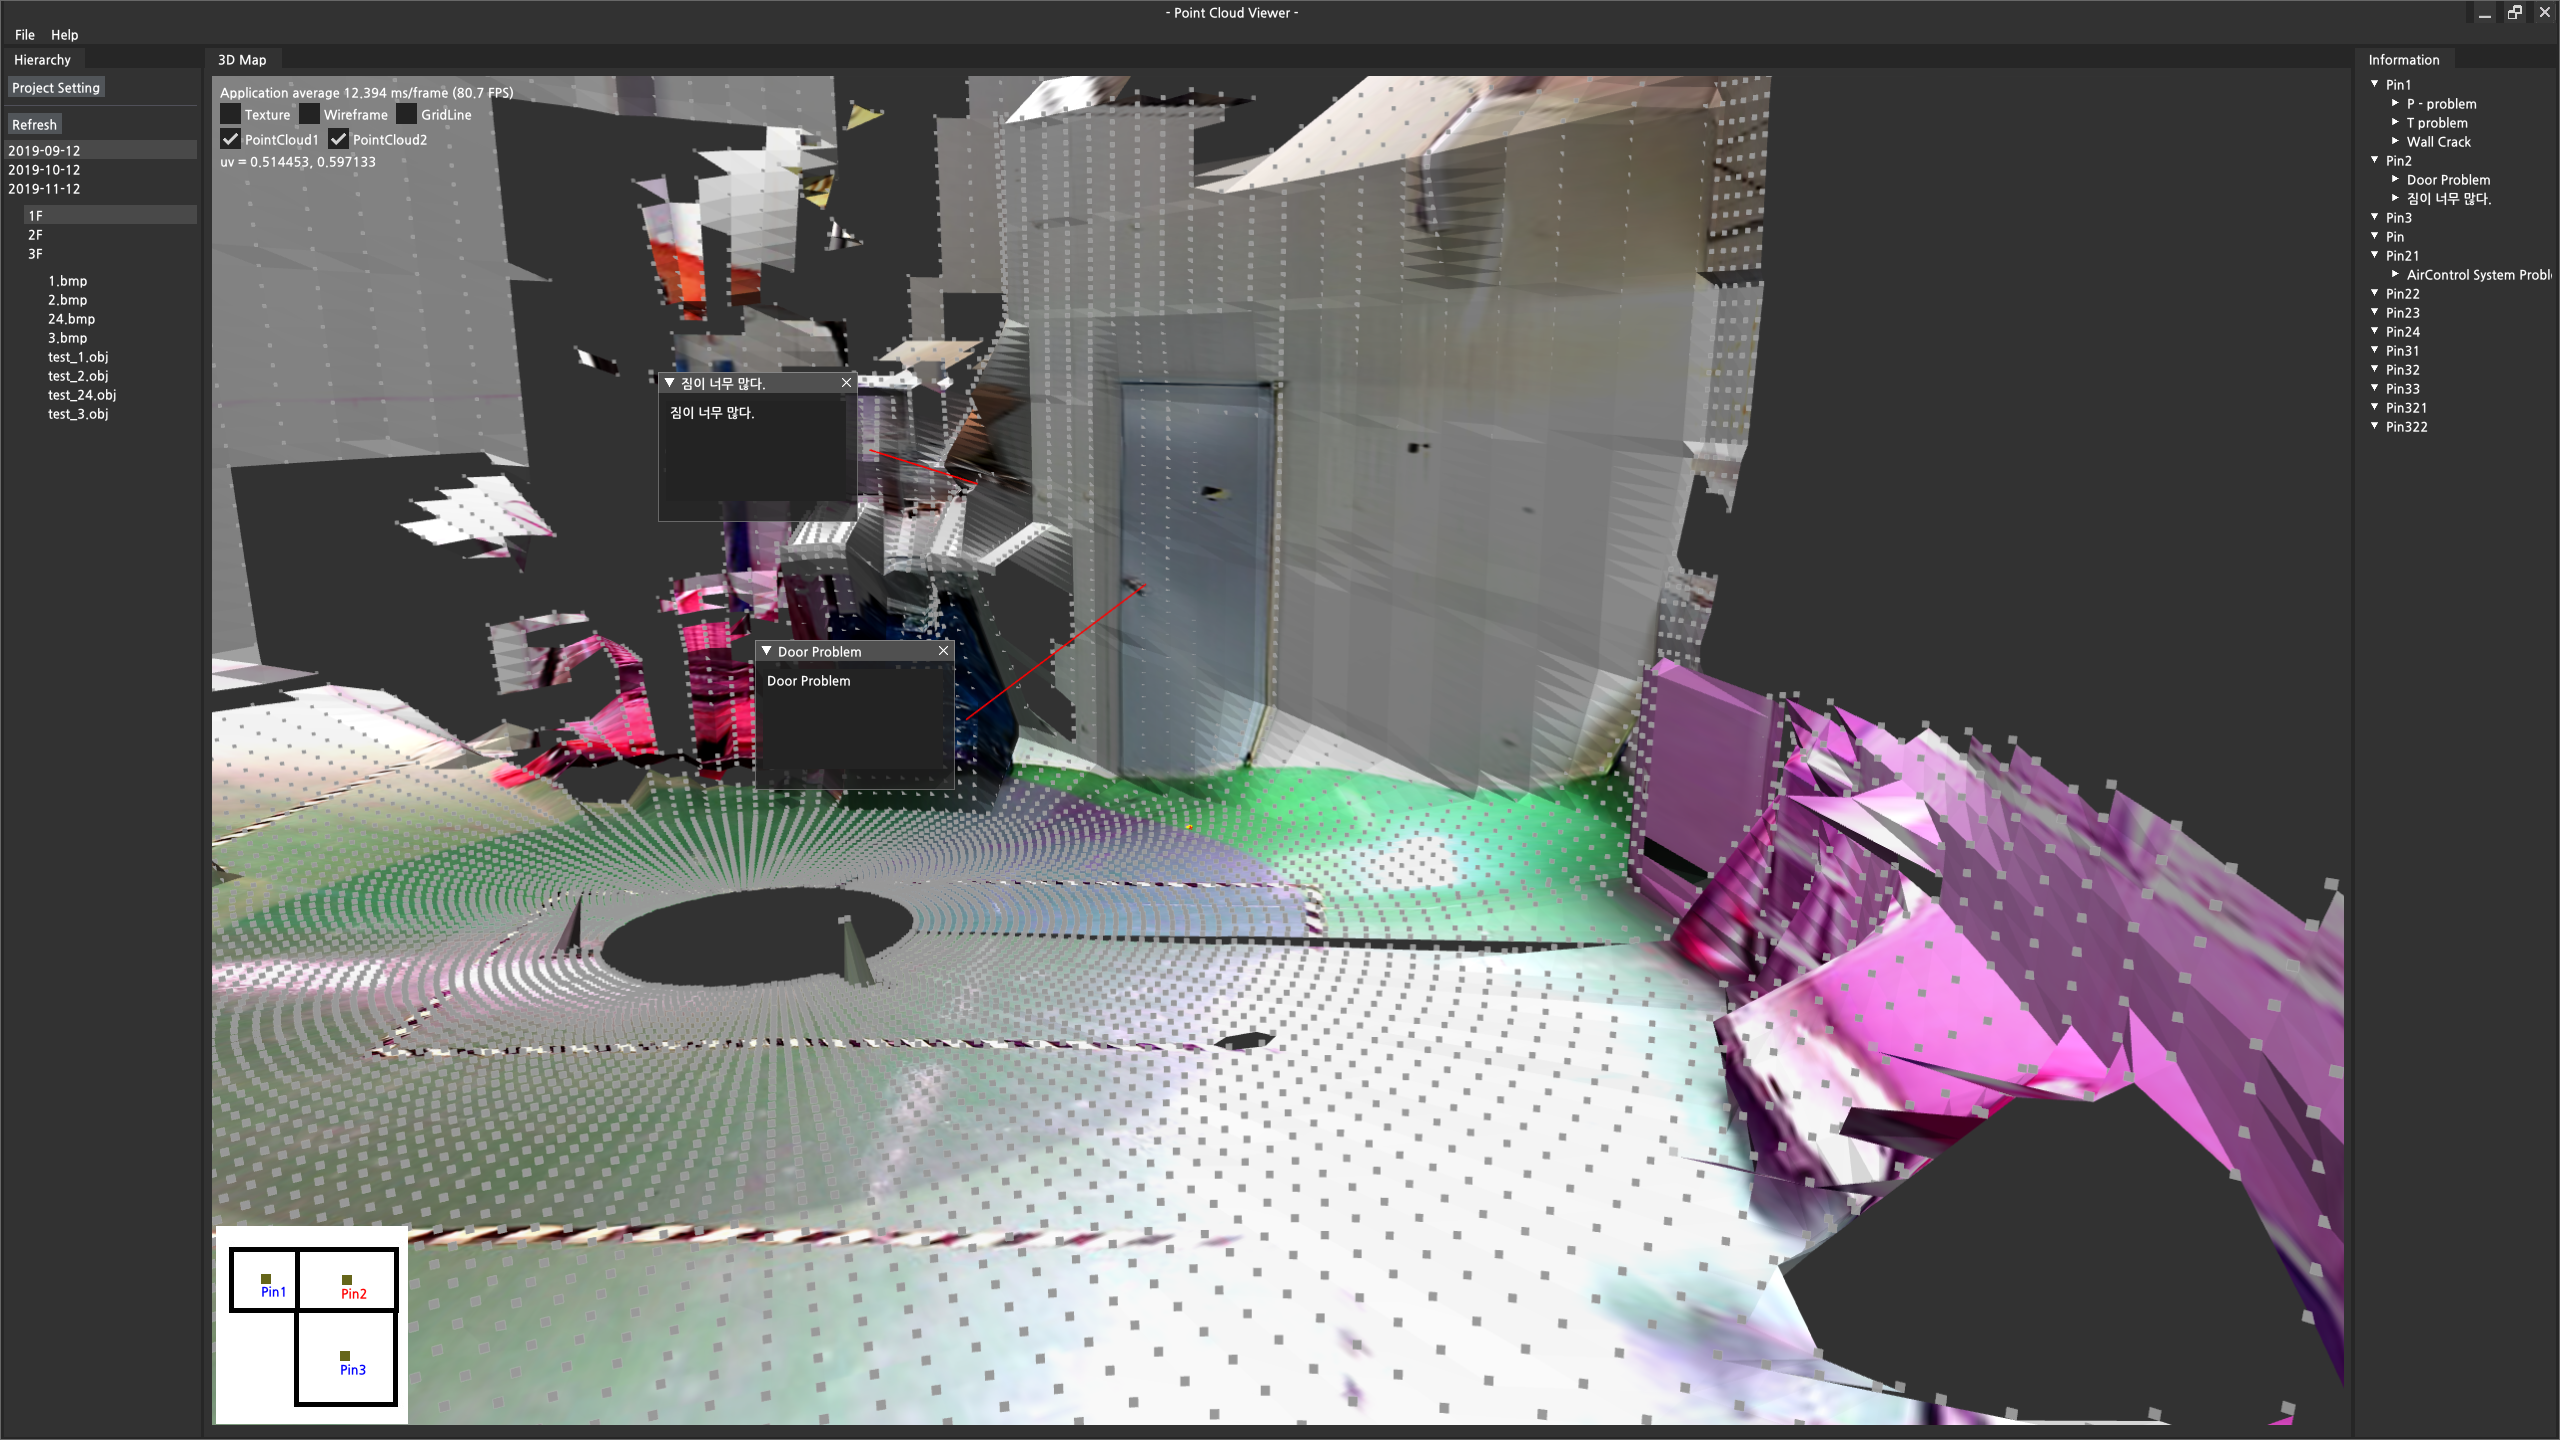 - Point Cloud Viewer -
File Help
Hierarchy
Project Setting
Refresh
2019-09-12
2019-10-12
2019-11-12
1F
2F
3F
1.bmp
2.bmp
24.bmp
3.bmp
test_1.obj
test_2.obj
test_24.obj
test_3.obj
3D Map
Application average 12.394 ms/frame (80.7 FPS)
Texture Wireframe GridLine
PointCloud1 PointCloud2
uv = 0.514453, 0.597133
짐이 너무 많다.
짐이 너무 많다.
Door Problem
Door Problem
Pin1
Pin2
Pin3
Information
Pin1
P - problem
T problem
Wall Crack
Pin2
Door Problem
짐이 너무 많다.
Pin3
Pin
Pin21
AirControl System Probl
Pin22
Pin23
Pin24
Pin31
Pin32
Pin33
Pin321
Pin322